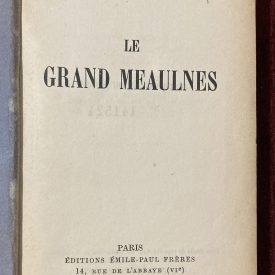 LE
GRAND MEAULNES
PARIS
ÉDITIONS ÉMILE-PAUL FRÈRES
14, RUE DE L'ABBAYE (VIe)